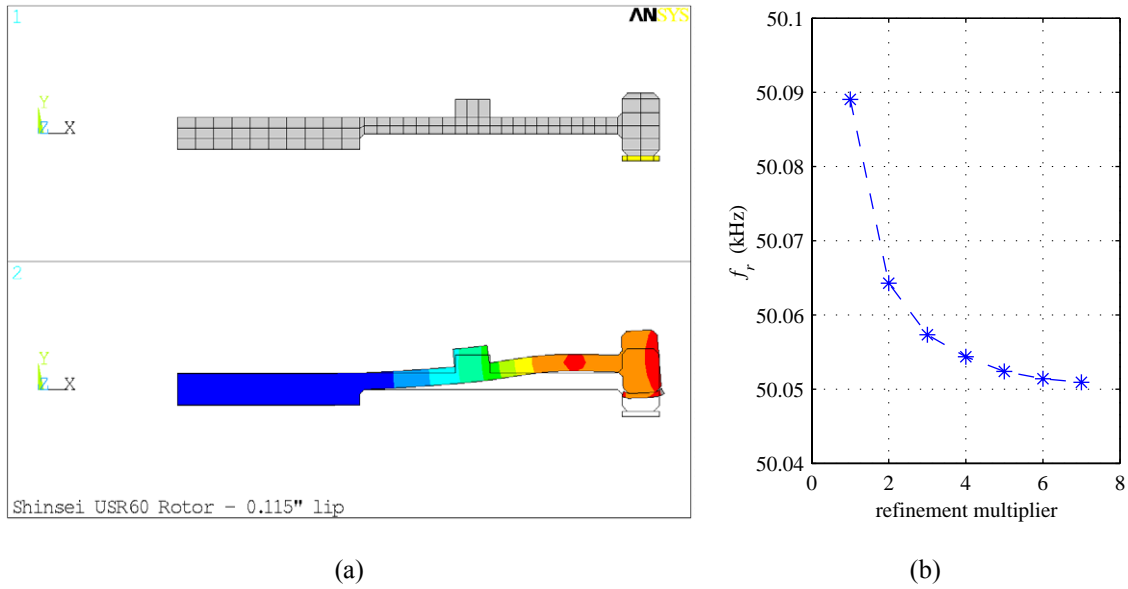 1
ANSYS
Y
Z
X
2
Y
Z
X
Shinsei USR60 Rotor - 0.115" lip
(a)
50.1
50.09
50.08
50.07
50.06
50.05
50.04
f_r (kHz)
0 2 4 6 8
refinement multiplier
(b)